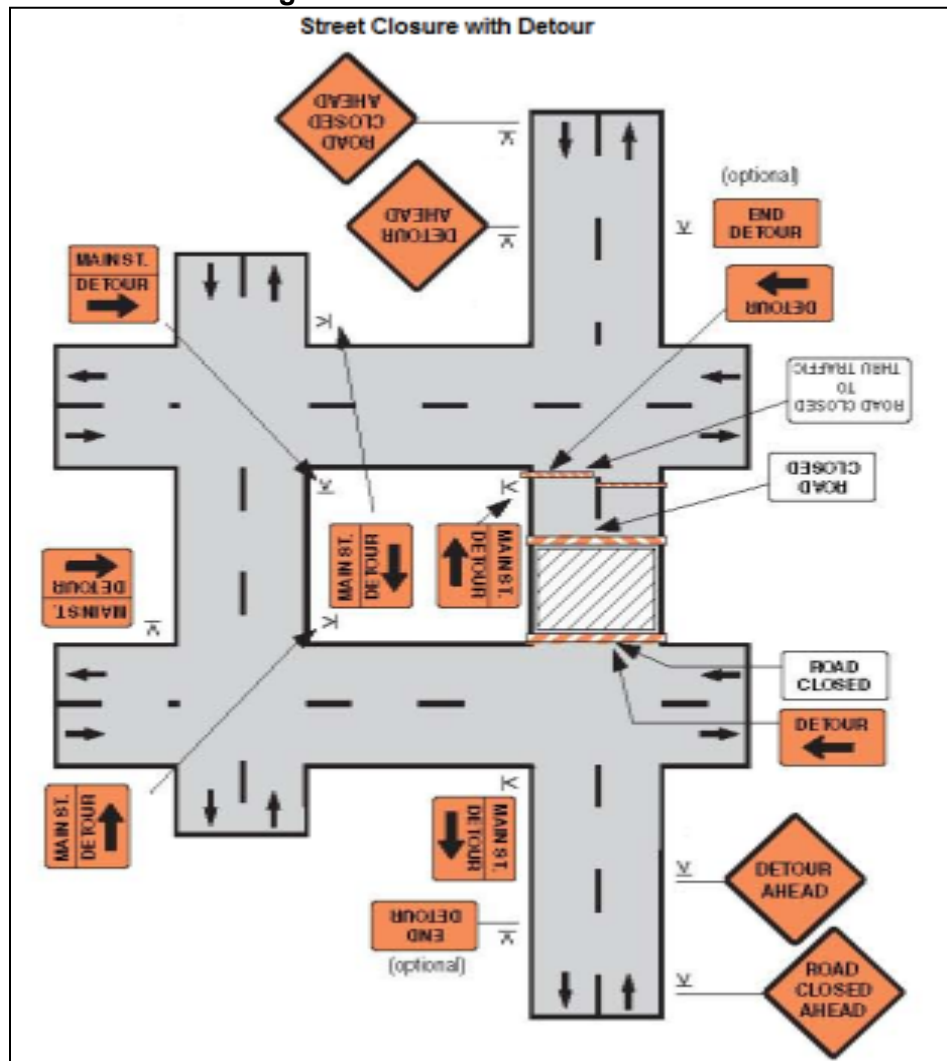 Street Closure with Detour
ROAD
CLOSED
AHEAD
DETOUR
AHEAD
(optional)
END
DETOUR
MAIN ST.
DETOUR
DETOUR
ROAD CLOSED
TO
THRU TRAFFIC
ROAD
CLOSED
MAIN ST.
DETOUR
MAIN ST.
DETOUR
MAIN ST.
DETOUR
ROAD
CLOSED
DETOUR
MAIN ST.
DETOUR
MAIN ST.
DETOUR
DETOUR
AHEAD
END
DETOUR
(optional)
ROAD
CLOSED
AHEAD